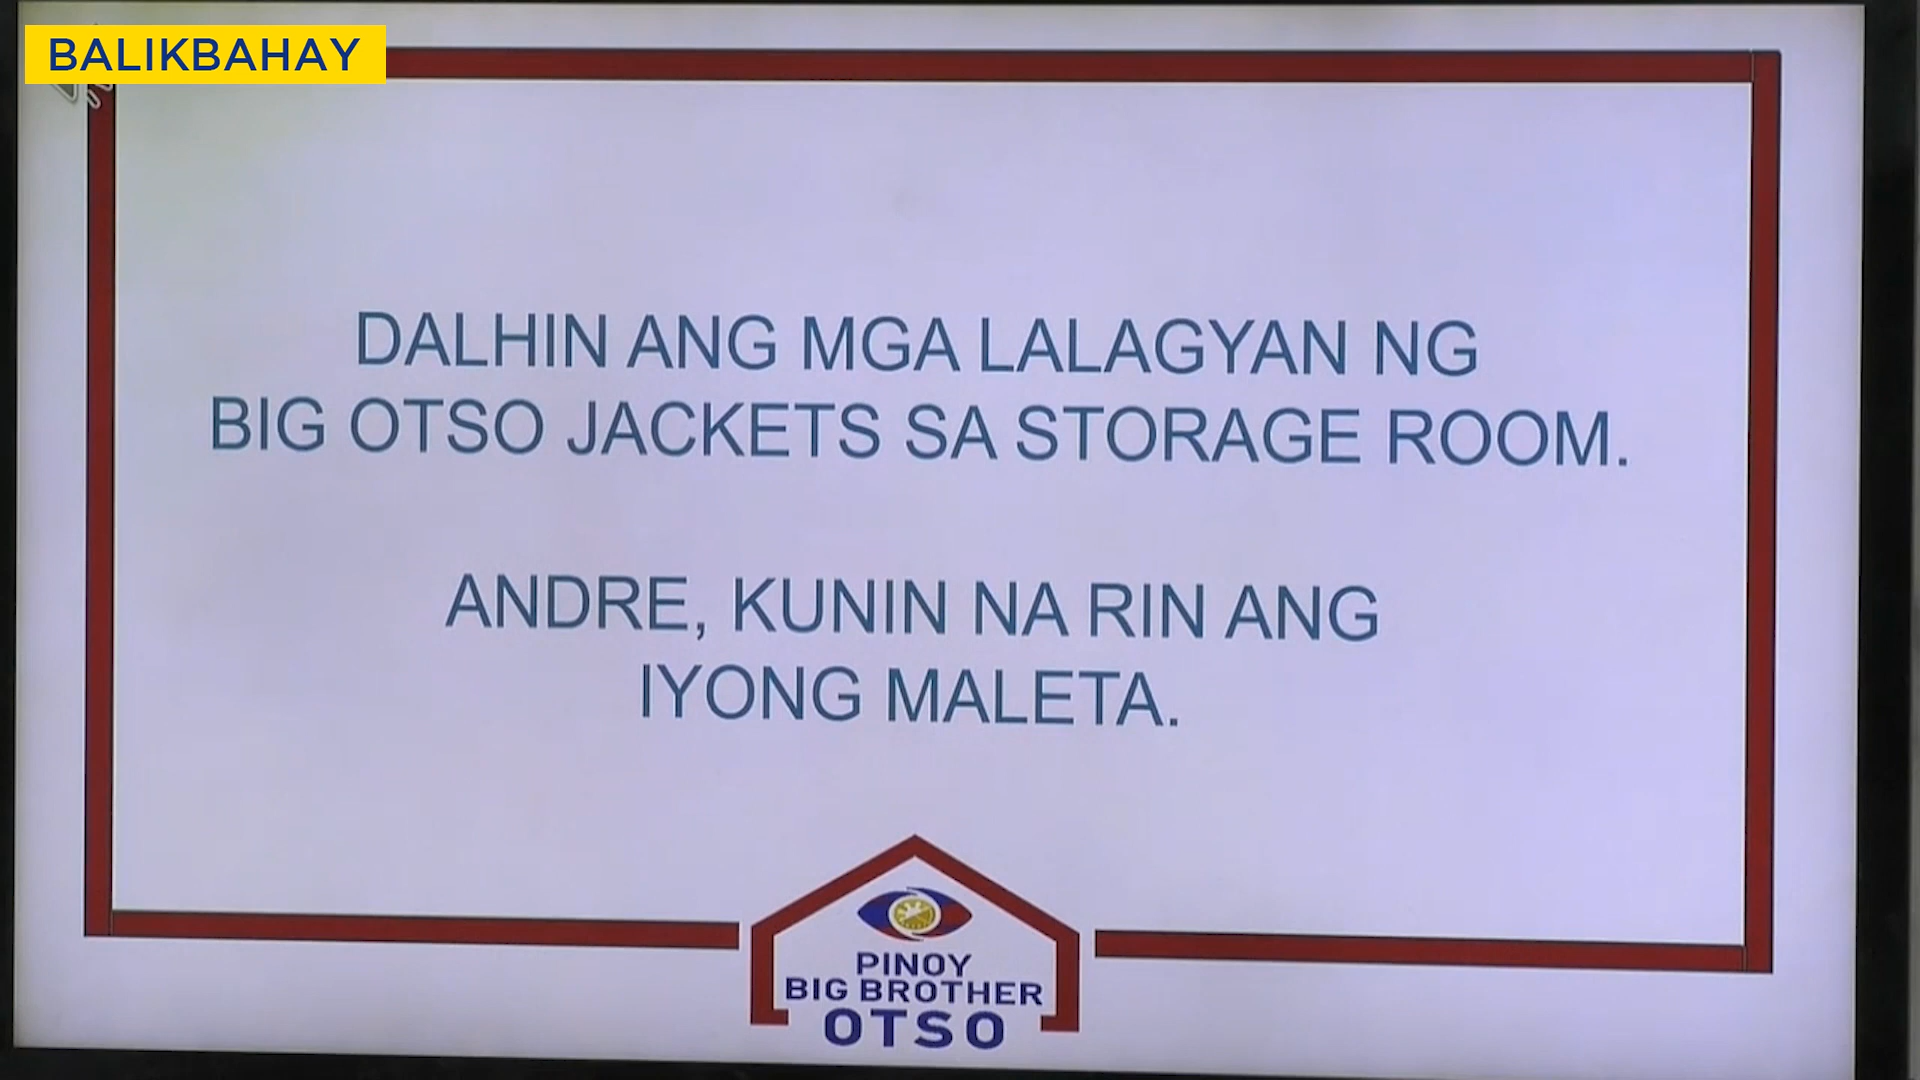 BALIKBAHAY
DALHIN ANG MGA LALAGYAN NG
BIG OTSO JACKETS SA STORAGE ROOM.
ANDRE, KUNIN NA RIN ANG
IYONG MALETA.
PINOY
BIG BROTHER
OTSO